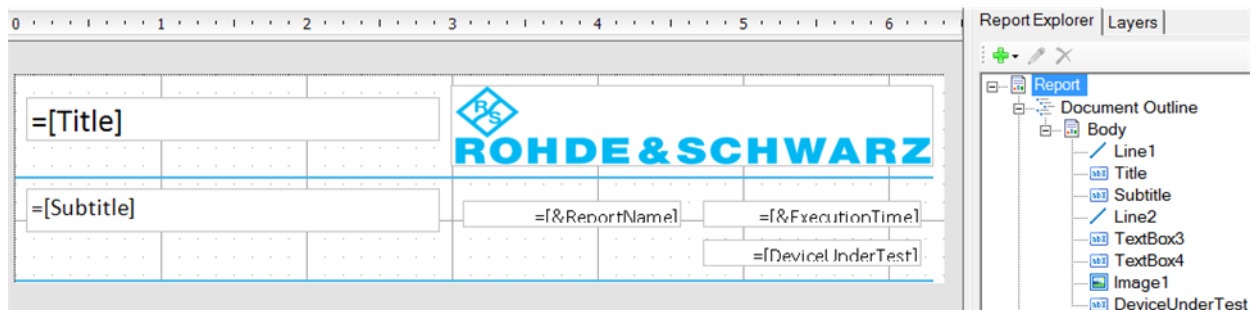 0 1 2 3 4 5 6
Report Explorer Layers
Report
Document Outline
Body
Line1
Title
Subtitle
Line2
TextBox3
TextBox4
Image1
DeviceUnderTest
=[Title]
R&S
ROHDE&SCHWARZ
=[Subtitle]
=[&ReportName] =[&ExecutionTime]
=[DeviceUnderTest]